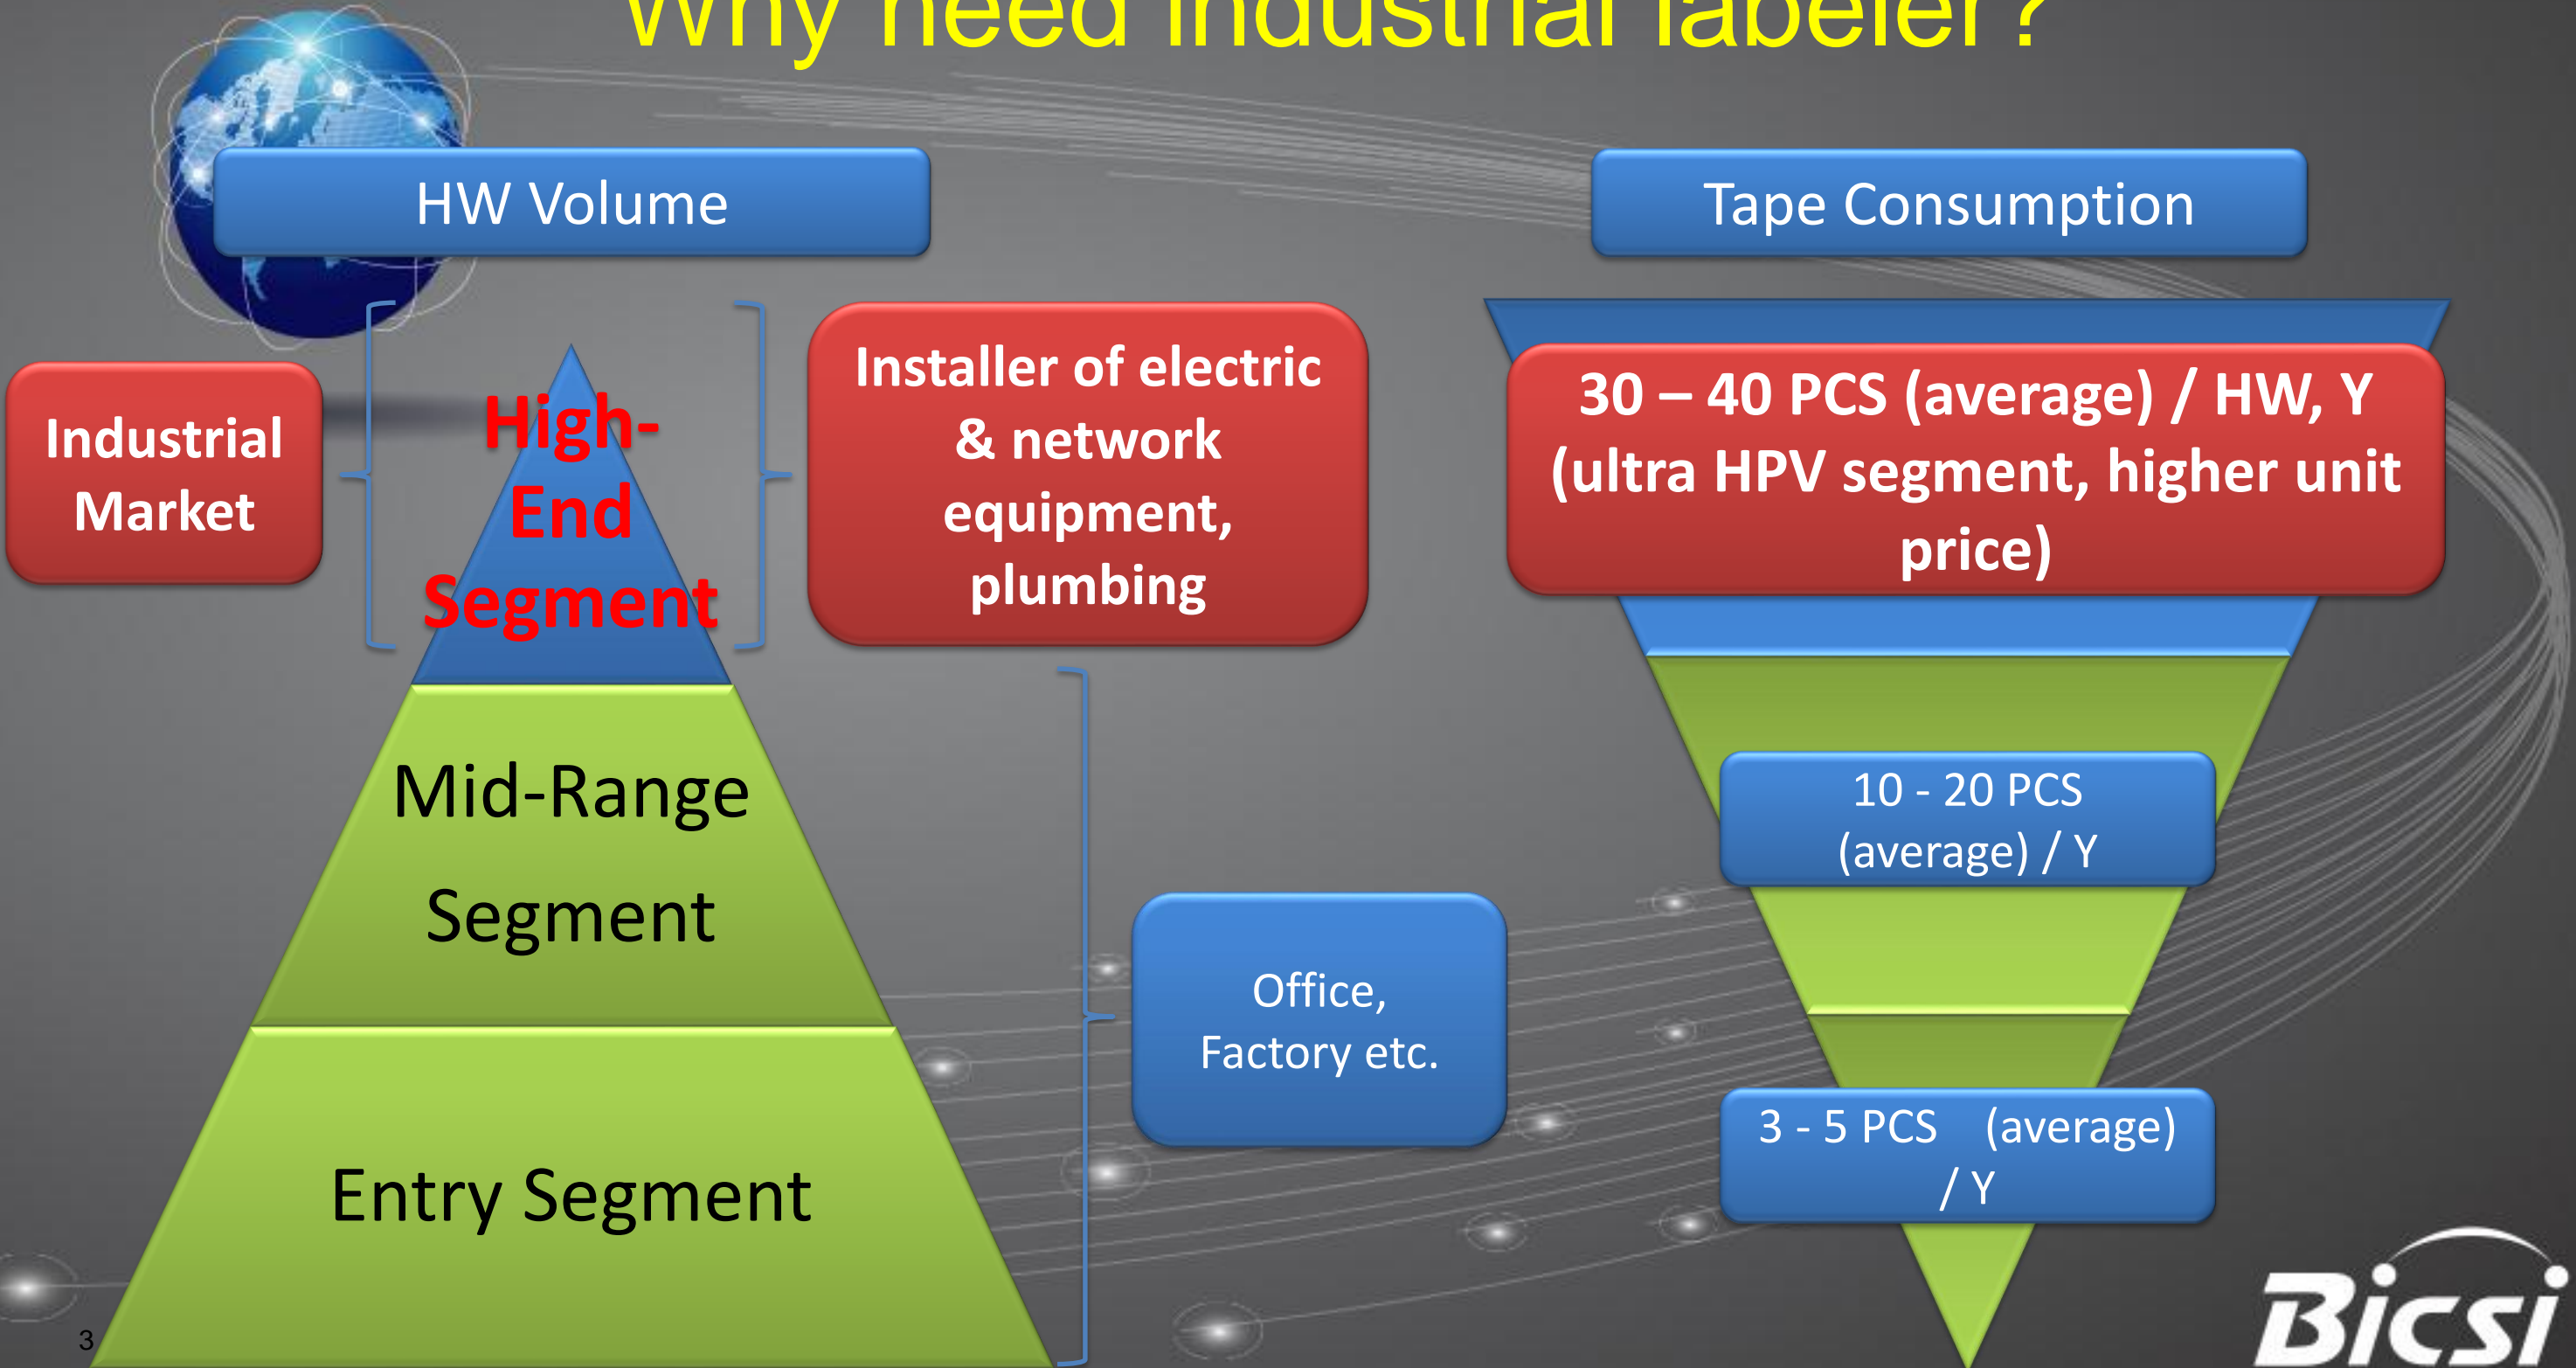 Why need industrial labeler?
HW Volume
Tape Consumption
Industrial
Market
High-
End
Segment
Installer of electric
& network
equipment,
plumbing
30 – 40 PCS (average) / HW, Y
(ultra HPV segment, higher unit
price)
Mid-Range
Segment
10 - 20 PCS
(average) / Y
Office,
Factory etc.
Entry Segment
3 - 5 PCS (average)
/ Y
3
Bicsi